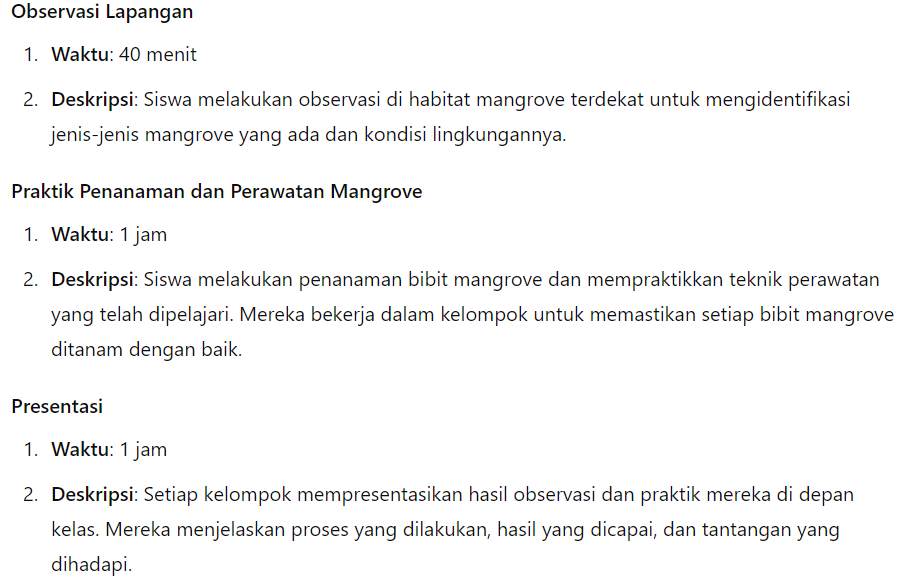 Observasi Lapangan
1. Waktu: 40 menit
2. Deskripsi: Siswa melakukan observasi di habitat mangrove terdekat untuk mengidentifikasi
jenis-jenis mangrove yang ada dan kondisi lingkungannya.
Praktik Penanaman dan Perawatan Mangrove
1. Waktu: 1 jam
2. Deskripsi: Siswa melakukan penanaman bibit mangrove dan mempraktikkan teknik perawatan
yang telah dipelajari. Mereka bekerja dalam kelompok untuk memastikan setiap bibit mangrove
ditanam dengan baik.
Presentasi
1. Waktu: 1 jam
2. Deskripsi: Setiap kelompok mempresentasikan hasil observasi dan praktik mereka di depan
kelas. Mereka menjelaskan proses yang dilakukan, hasil yang dicapai, dan tantangan yang
dihadapi.